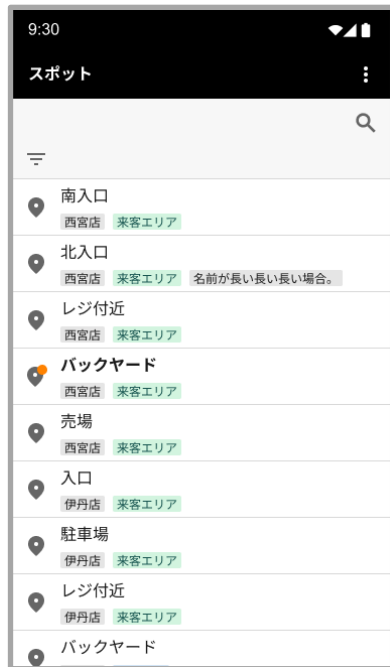 9:30
スポット
南入口
西宮店 来客エリア
北入口
西宮店 来客エリア 名前が長い長い長い場合。
レジ付近
西宮店 来客エリア
バックヤード
西宮店 来客エリア
売場
西宮店 来客エリア
入口
伊丹店 来客エリア
駐車場
伊丹店 来客エリア
レジ付近
伊丹店 来客エリア
バックヤード